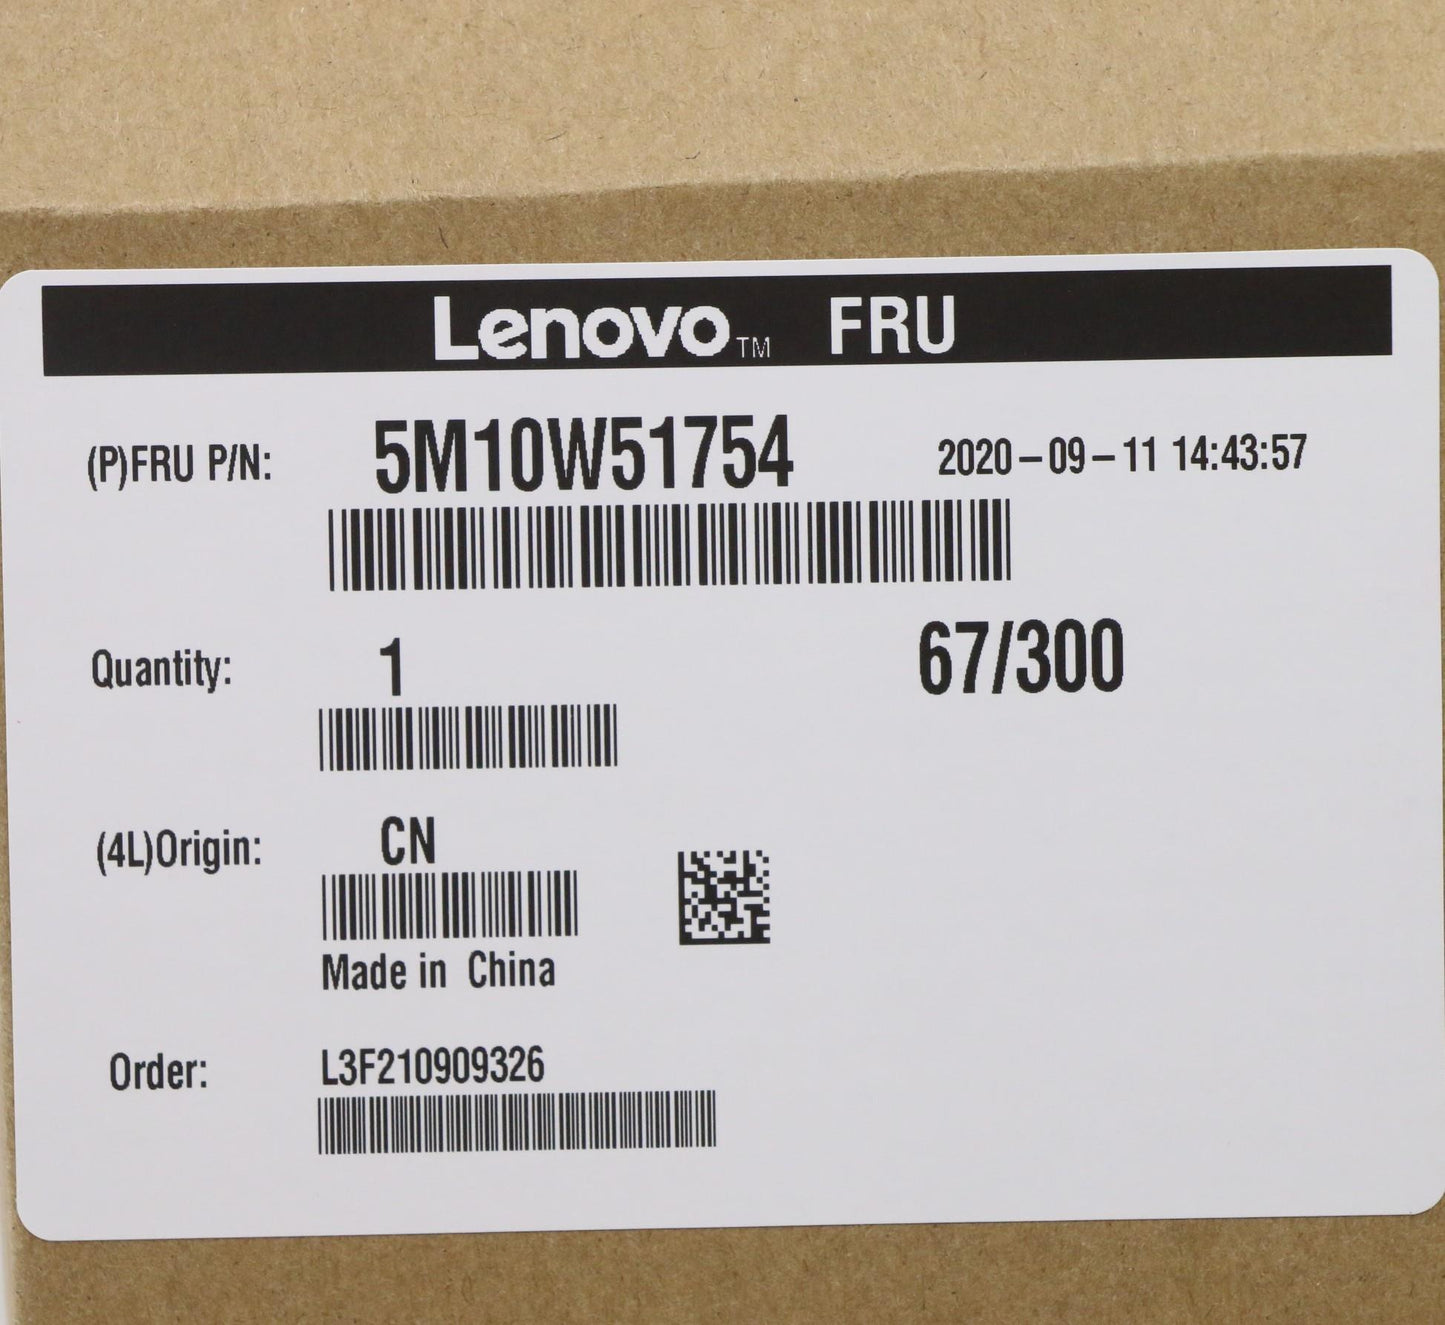 Lenovo™ FRU
(P)FRU P/N: 5M10W51754 2020-09-11 14:43:57
Quantity: 1 67/300
(4L)Origin: CN
Made in China
Order: L3F210909326